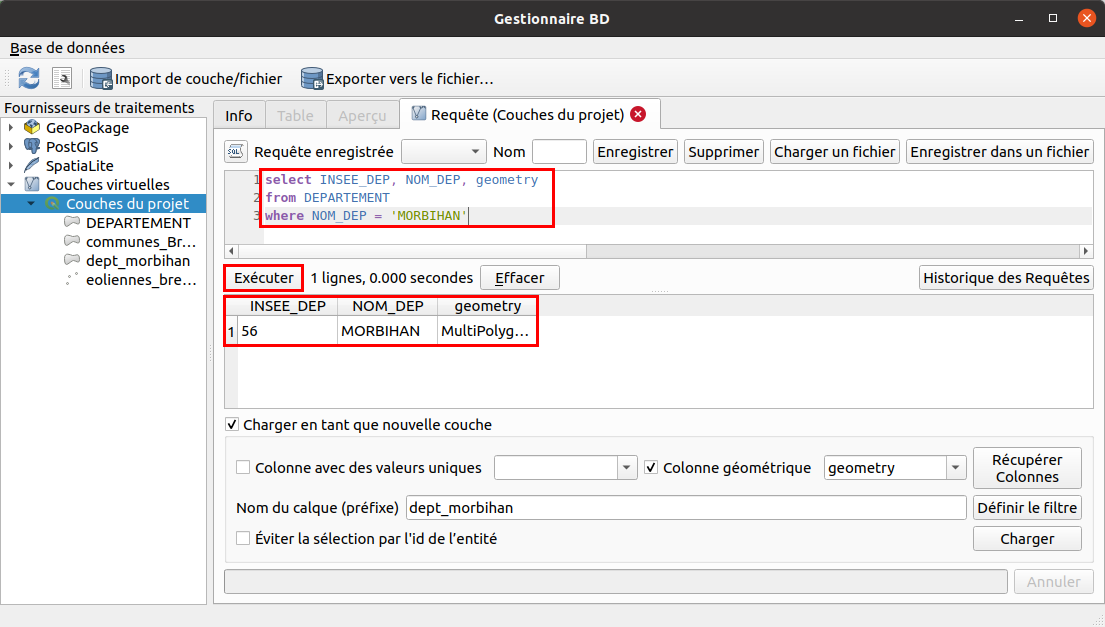 Gestionnaire BD
Base de données
Import de couche/fichier Exporter vers le fichier...
Fournisseurs de traitements
GeoPackage
PostGIS
SpatiaLite
Couches virtuelles
Couches du projet
DEPARTEMENT
communes_Br...
dept_morbihan
eoliennes_bre...
Info Table Aperçu Requête (Couches du projet)
SQL Requête enregistrée Nom Enregistrer Supprimer Charger un fichier Enregistrer dans un fichier
1 select INSEE_DEP, NOM_DEP, geometry
2 from DEPARTEMENT
3 where NOM_DEP = 'MORBIHAN'
Exécuter 1 lignes, 0.000 secondes Effacer Historique des Requêtes
INSEE_DEP NOM_DEP geometry
1 56 MORBIHAN MultiPolyg...
Charger en tant que nouvelle couche
Colonne avec des valeurs uniques Colonne géométrique geometry Récupérer Colonnes
Nom du calque (préfixe) dept_morbihan Définir le filtre
Éviter la sélection par l'id de l'entité Charger
Annuler